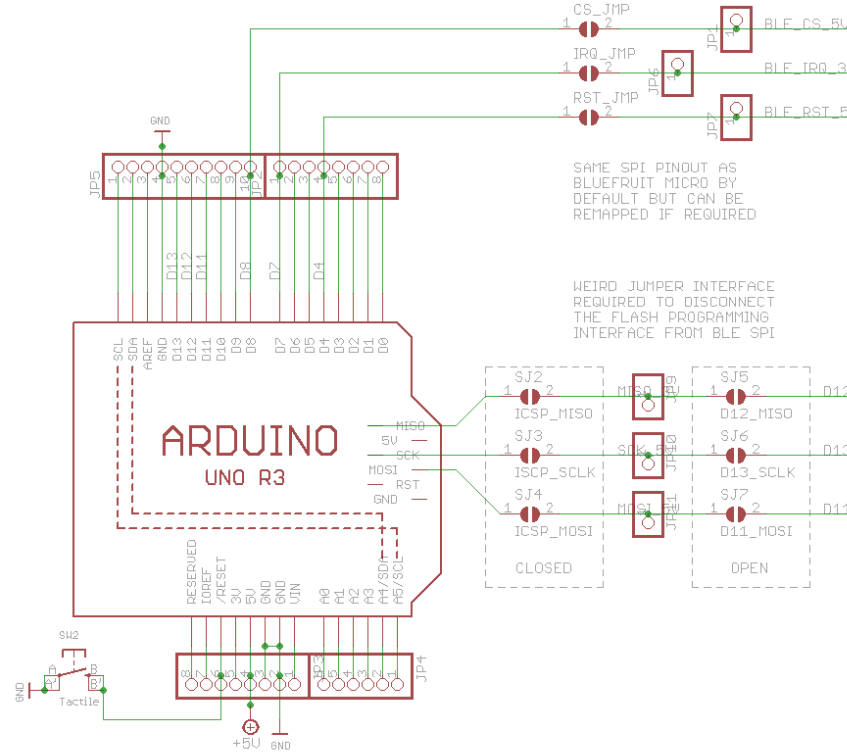 CS_JMP
1 2
JP1
1
BLE_CS_5V
IRQ_JMP
1 2
JP6
1
BLE_IRQ_3
RST_JMP
1 2
JP7
1
BLE_RST_5
GND
JP5
1 2 3 4 5 6 7 8 9 10
JP2
1 2 3 4 5 6 7 8
SAME SPI PINOUT AS
BLUEFRUIT MICRO BY
DEFAULT BUT CAN BE
REMAPPED IF REQUIRED
D13 D12 D11 D8 D7 D4
WEIRD JUMPER INTERFACE
REQUIRED TO DISCONNECT
THE FLASH PROGRAMMING
INTERFACE FROM BLE SPI
SCL SDA AREF GND D13 D12 D11 D10 D9 D8 D7 D6 D5 D4 D3 D2 D1 D0
ARDUINO
UNO R3
MISO
5V
SCK
MOSI
RST
GND
SJ2
1 2
ICSP_MISO
SJ5
1 2
D12_MISO
D12
SJ3
1 2
ISCP_SCLK
JP10
SJ6
1 2
D13_SCLK
SJ4
1 2
ICSP_MOSI
SJ7
1 2
D11_MOSI
D11
CLOSED
OPEN
RESERVED IOREF /RESET 3V 5V GND GND VIN A0 A1 A2 A3 A4/SDA A5/SCL
8 7 6 5 4 3 2 1
JP3
6 5 4 3 2 1
JP4
SW2
A B
A' B'
Tactile
GND
+5V
GND